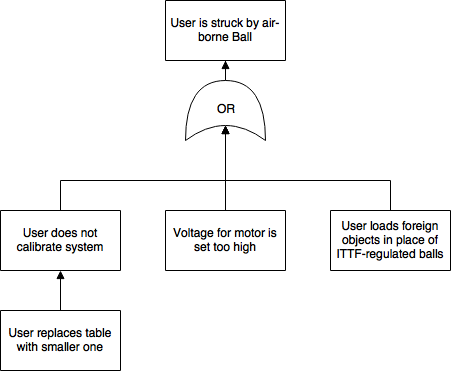 User is struck by air-
borne Ball
OR
User does not
calibrate system
Voltage for motor is
set too high
User loads foreign
objects in place of
ITTF-regulated balls
User replaces table
with smaller one